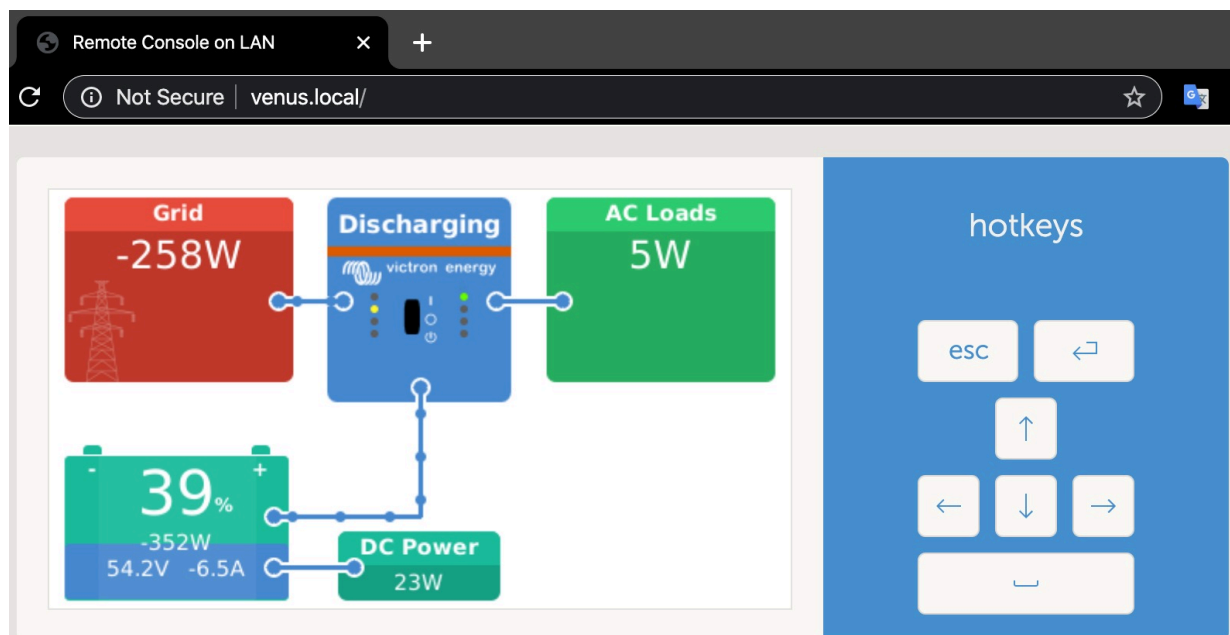 Remote Console on LAN
Not Secure venus.local/
Grid
-258W
Discharging
victron energy
AC Loads
5W
39%
- +
-352W
54.2V -6.5A
DC Power
23W
hotkeys
esc